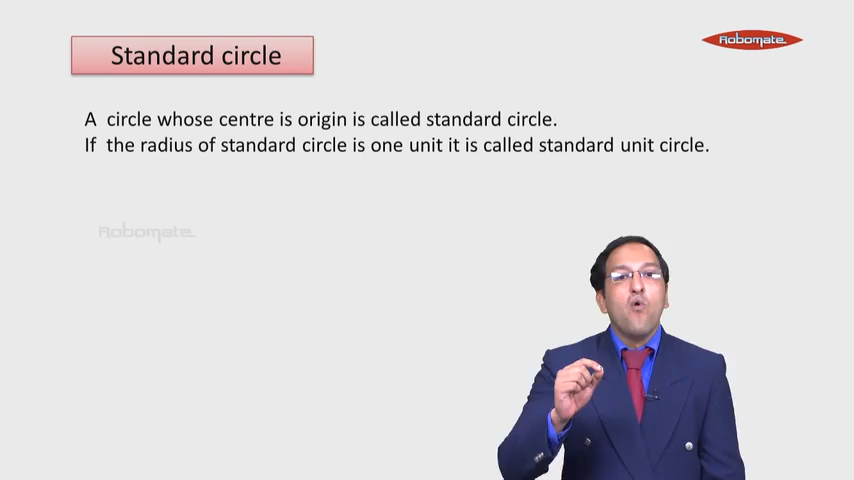 Standard circle
Robomate
A circle whose centre is origin is called standard circle.
If the radius of standard circle is one unit it is called standard unit circle.
Robomate